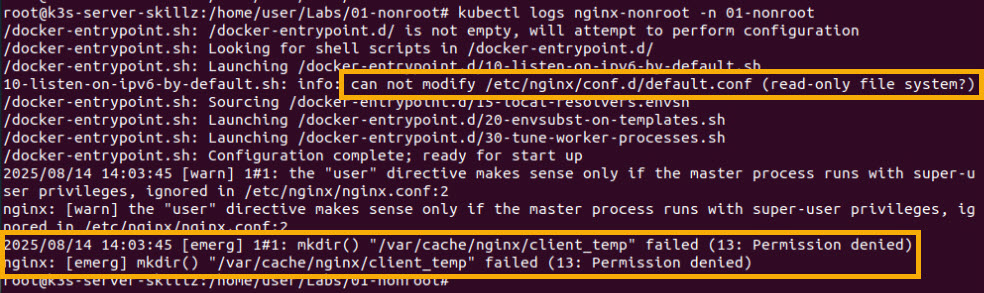 root@k3s-server-skillz:/home/user/Labs/01-nonroot# kubectl logs nginx-nonroot -n 01-nonroot
/docker-entrypoint.sh: /docker-entrypoint.d/ is not empty, will attempt to perform configuration
/docker-entrypoint.sh: Looking for shell scripts in /docker-entrypoint.d/
/docker-entrypoint.sh: Launching /docker-entrypoint.d/10-listen-on-ipv6-by-default.sh
10-listen-on-ipv6-by-default.sh: info: can not modify /etc/nginx/conf.d/default.conf (read-only file system?)
/docker-entrypoint.sh: Sourcing /docker-entrypoint.d/15-local-resolvers.envsh
/docker-entrypoint.sh: Launching /docker-entrypoint.d/20-envsubst-on-templates.sh
/docker-entrypoint.sh: Launching /docker-entrypoint.d/30-tune-worker-processes.sh
/docker-entrypoint.sh: Configuration complete; ready for start up
2025/08/14 14:03:45 [warn] 1#1: the "user" directive makes sense only if the master process runs with super-u
ser privileges, ignored in /etc/nginx/nginx.conf:2
nginx: [warn] the "user" directive makes sense only if the master process runs with super-user privileges, ig
nored in /etc/nginx/nginx.conf:2
2025/08/14 14:03:45 [emerg] 1#1: mkdir() "/var/cache/nginx/client_temp" failed (13: Permission denied)
nginx: [emerg] mkdir() "/var/cache/nginx/client_temp" failed (13: Permission denied)
root@k3s-server-skillz:/home/user/Labs/01-nonroot#